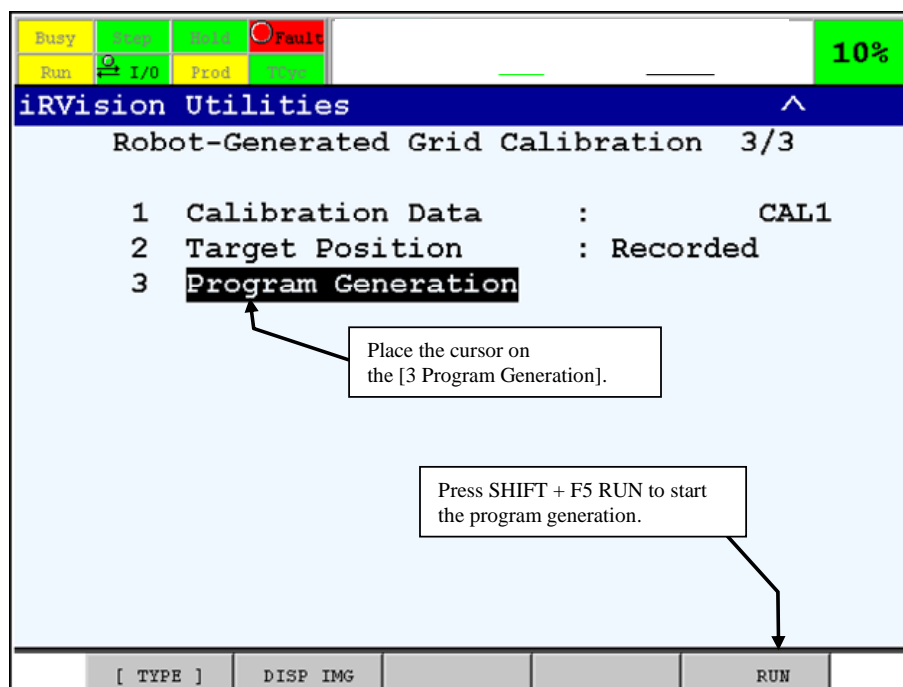 Busy Step Hold Fault
Run I/O Prod TCyc
10%
iRVision Utilities
Robot-Generated Grid Calibration 3/3
1 Calibration Data : CAL1
2 Target Position : Recorded
3 Program Generation
Place the cursor on
the [3 Program Generation].
Press SHIFT + F5 RUN to start
the program generation.
[ TYPE ] DISP IMG RUN